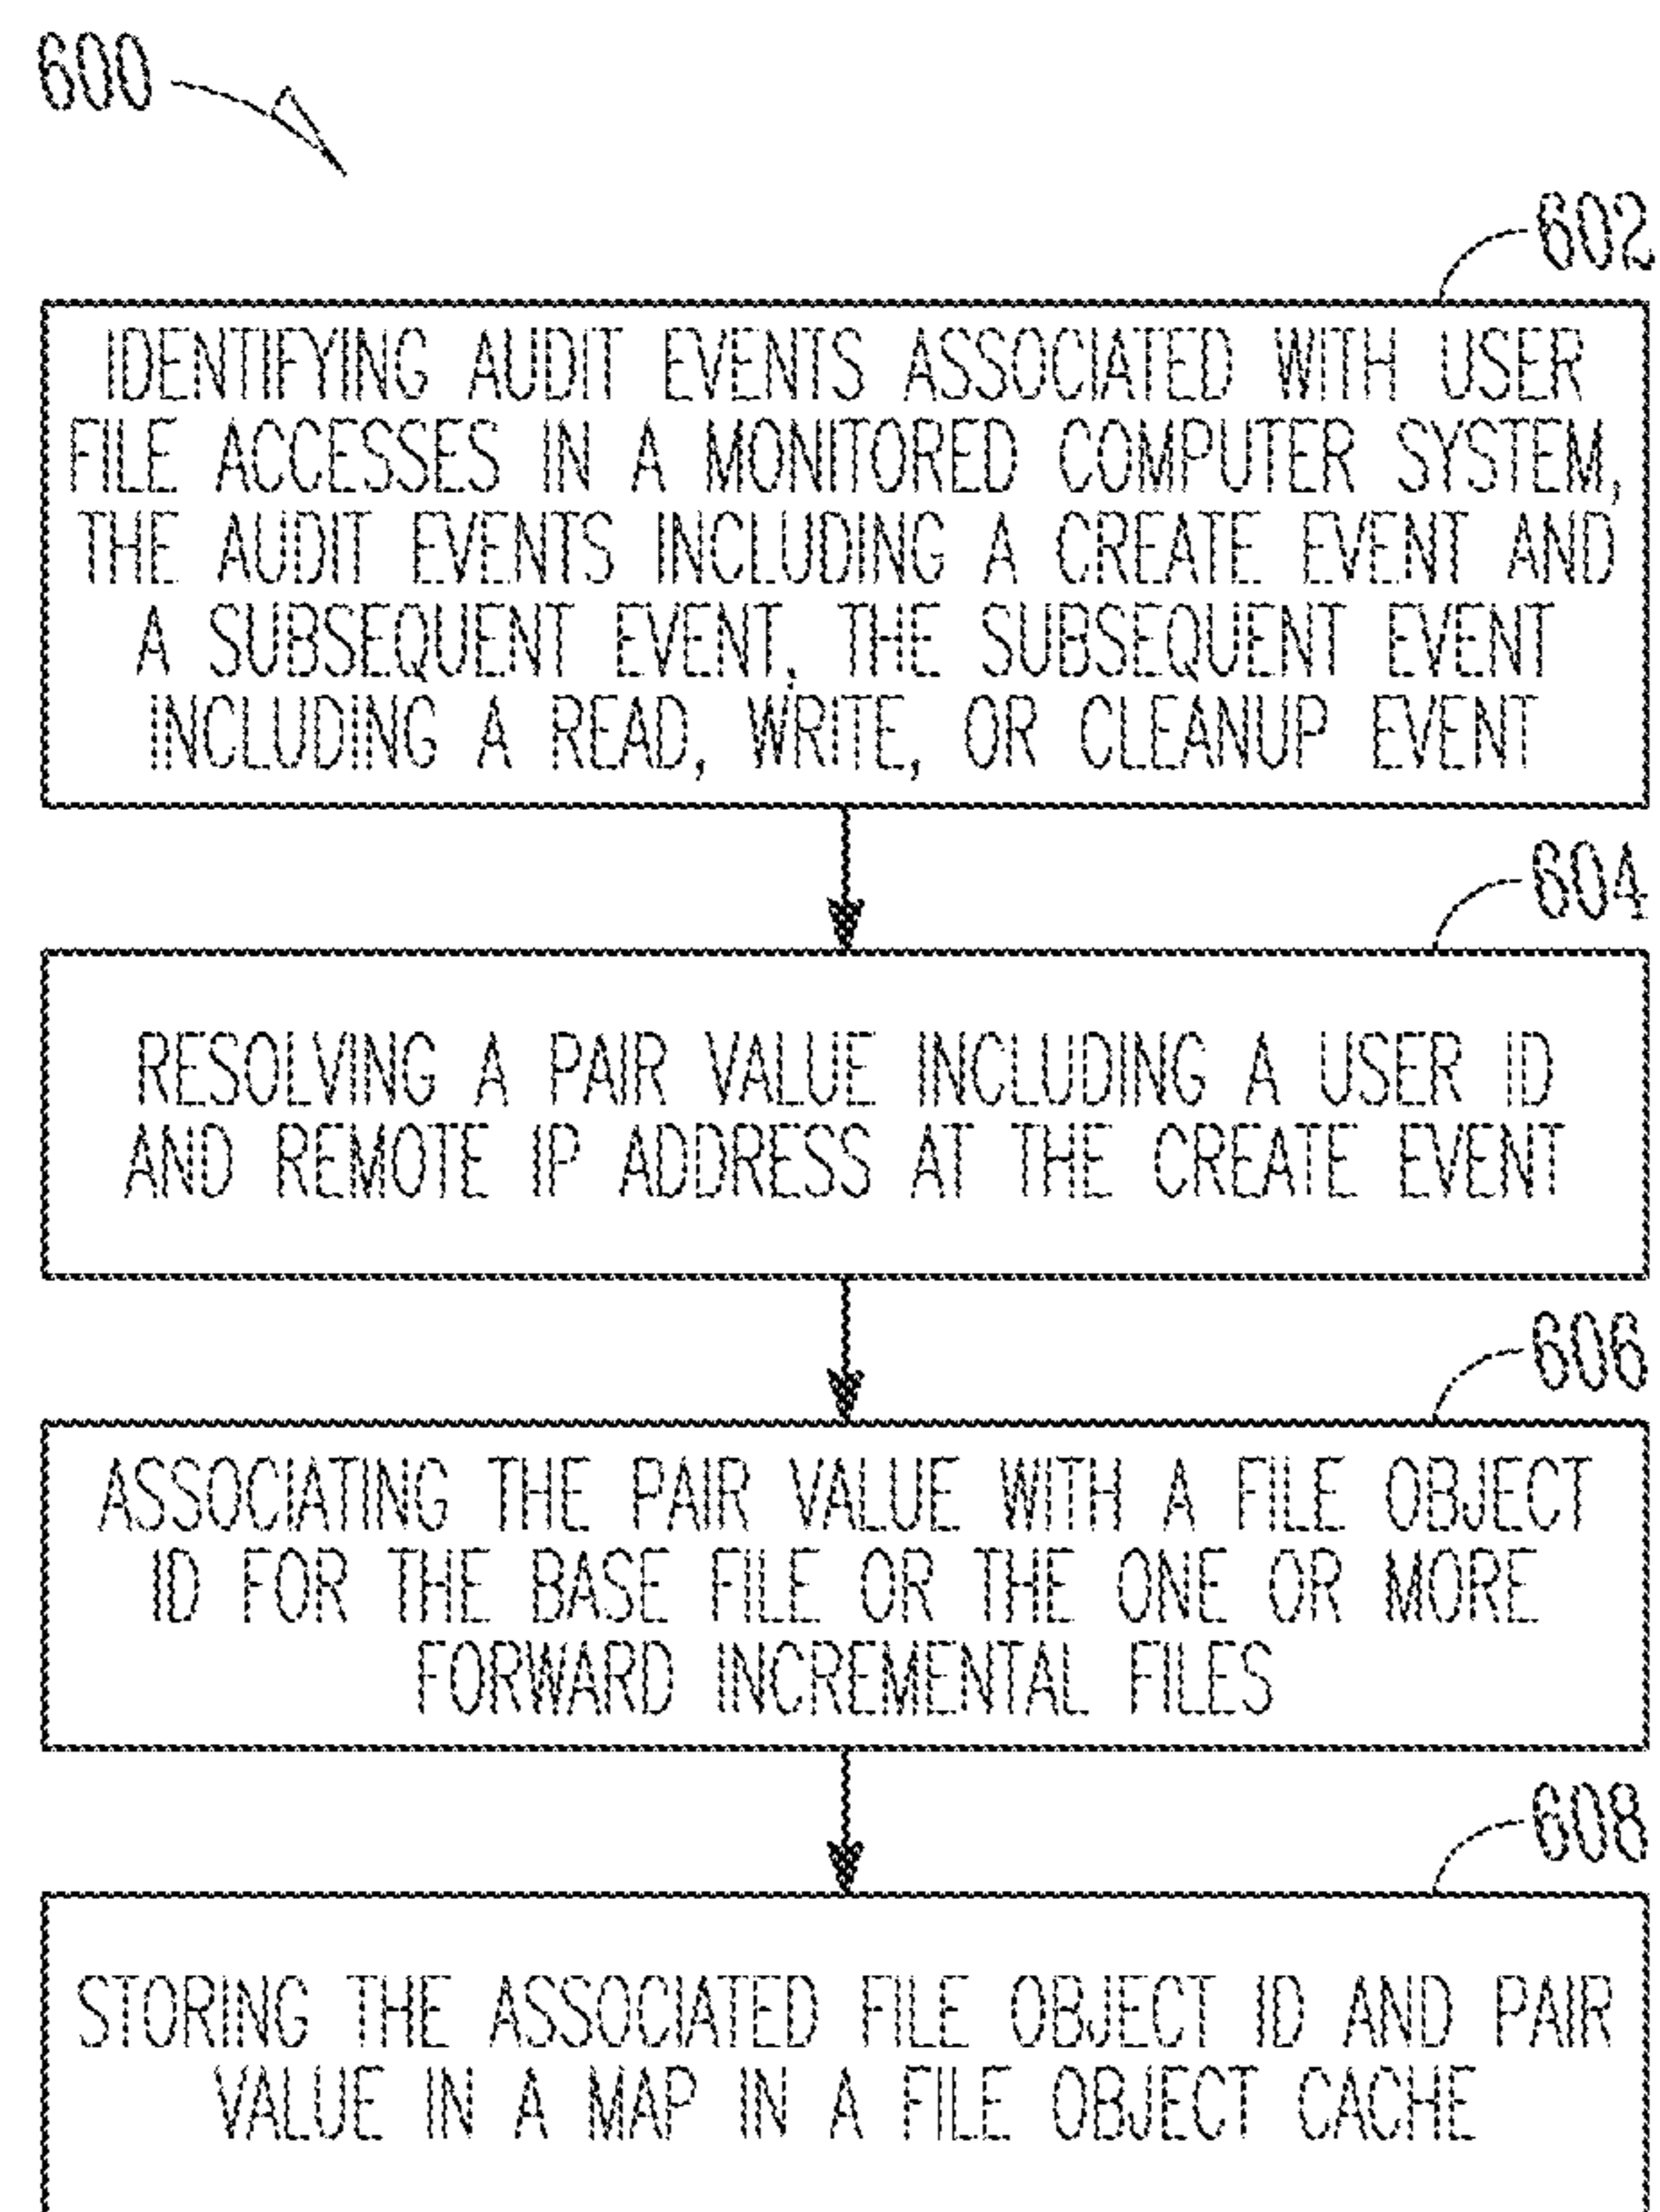 600
602
IDENTIFYING AUDIT EVENTS ASSOCIATED WITH USER
FILE ACCESSES IN A MONITORED COMPUTER SYSTEM,
THE AUDIT EVENTS INCLUDING A CREATE EVENT AND
A SUBSEQUENT EVENT, THE SUBSEQUENT EVENT
INCLUDING A READ, WRITE, OR CLEANUP EVENT
604
RESOLVING A PAIR VALUE INCLUDING A USER ID
AND REMOTE IP ADDRESS AT THE CREATE EVENT
606
ASSOCIATING THE PAIR VALUE WITH A FILE OBJECT
ID FOR THE BASE FILE OR THE ONE OR MORE
FORWARD INCREMENTAL FILES
608
STORING THE ASSOCIATED FILE OBJECT ID AND PAIR
VALUE IN A MAP IN A FILE OBJECT CACHE